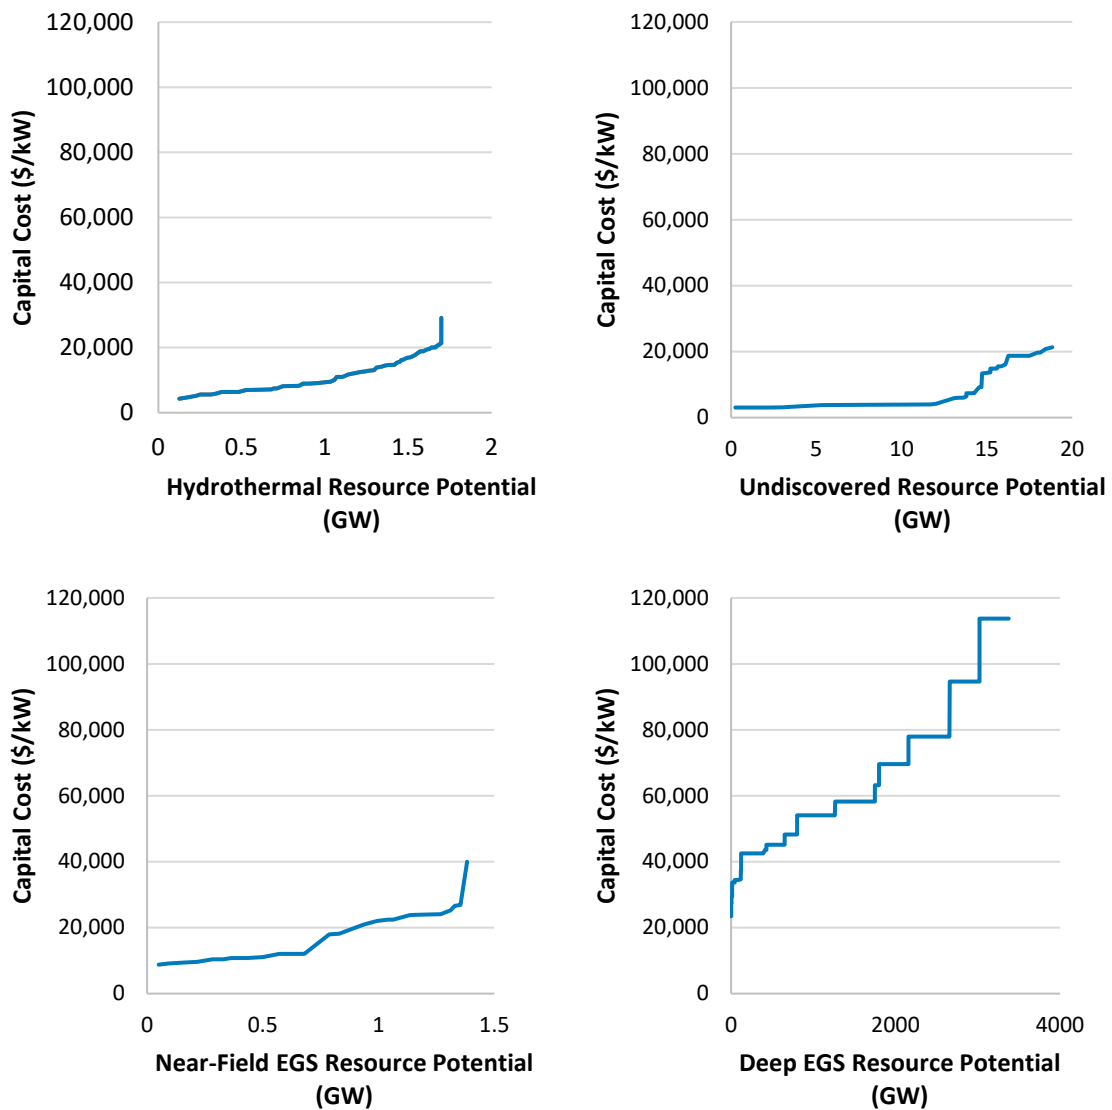 120,000
100,000
80,000
60,000
40,000
20,000
0
Capital Cost ($/kW)
0 0.5 1 1.5 2
Hydrothermal Resource Potential
(GW)
120,000
100,000
80,000
60,000
40,000
20,000
0
Capital Cost ($/kW)
0 5 10 15 20
Undiscovered Resource Potential
(GW)
120,000
100,000
80,000
60,000
40,000
20,000
0
Capital Cost ($/kW)
0 0.5 1 1.5
Near-Field EGS Resource Potential
(GW)
120,000
100,000
80,000
60,000
40,000
20,000
0
Capital Cost ($/kW)
0 2000 4000
Deep EGS Resource Potential
(GW)